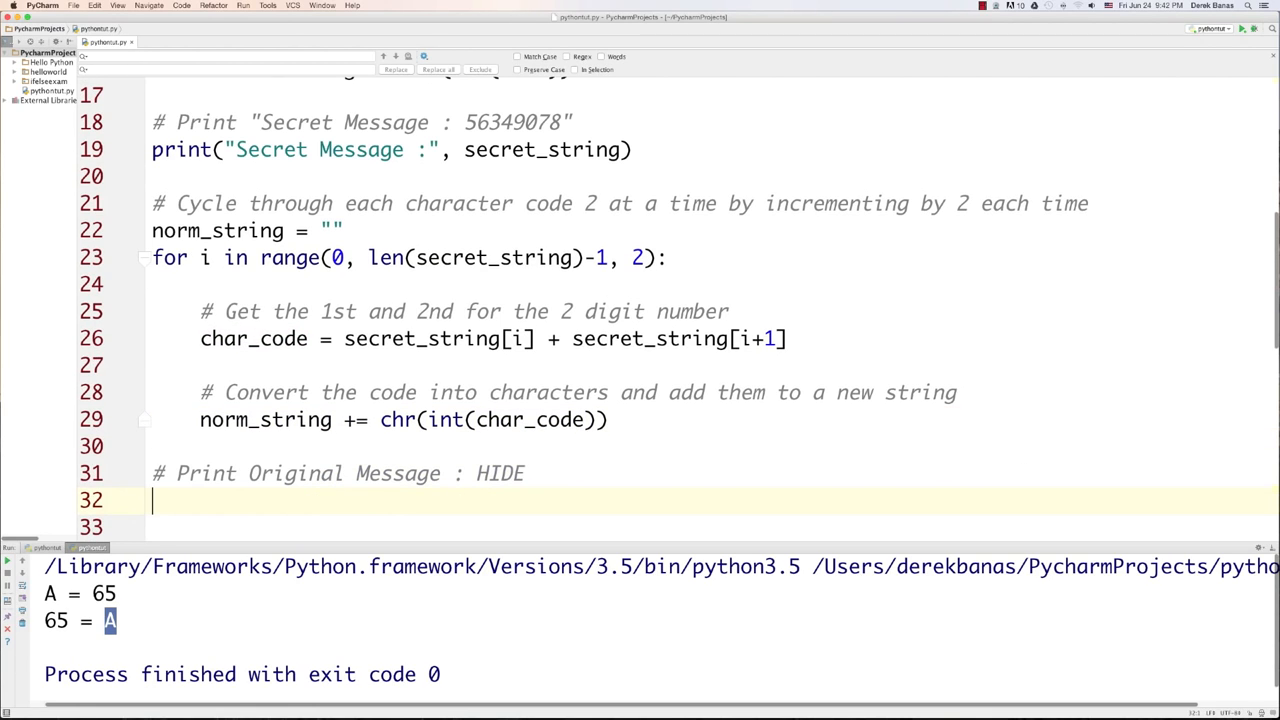 PyCharm File Edit View Navigate Code Refactor Run Tools VCS Window Help Fri Jun 24 9:42 PM Derek Banas
pythontut.py - PycharmProjects - [~/PycharmProjects]
PycharmProjects pythontut.py pythontut
pythontut.py
Match Case Regex Words
Replace Replace all Exclude Preserve Case In Selection
PycharmProject
Hello Python
helloworld
ifelseexam
pythontut.py
External Librarie
17
18 # Print "Secret Message : 56349078"
19 print("Secret Message :", secret_string)
20
21 # Cycle through each character code 2 at a time by incrementing by 2 each time
22 norm_string = ""
23 for i in range(0, len(secret_string)-1, 2):
24
25 # Get the 1st and 2nd for the 2 digit number
26 char_code = secret_string[i] + secret_string[i+1]
27
28 # Convert the code into characters and add them to a new string
29 norm_string += chr(int(char_code))
30
31 # Print Original Message : HIDE
32
33
Run: pythontut pythontut
/Library/Frameworks/Python.framework/Versions/3.5/bin/python3.5 /Users/derekbanas/PycharmProjects/pytho
A = 65
65 = A
Process finished with exit code 0
32:1 LF UTF-8